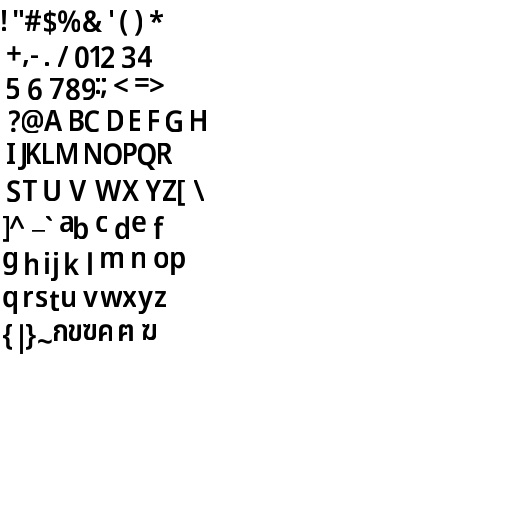 ! "#$%& ' ( ) *
+,- . / 012 34
5 6 789:; < =>
?@A BC D E F G H
I JKLM NOPQR
ST U V WX YZ[ \
]^ _` ab c de f
g h ij k l m n op
q r s t u v w x y z
{ | } ~ กขฃค ฅ ฆ